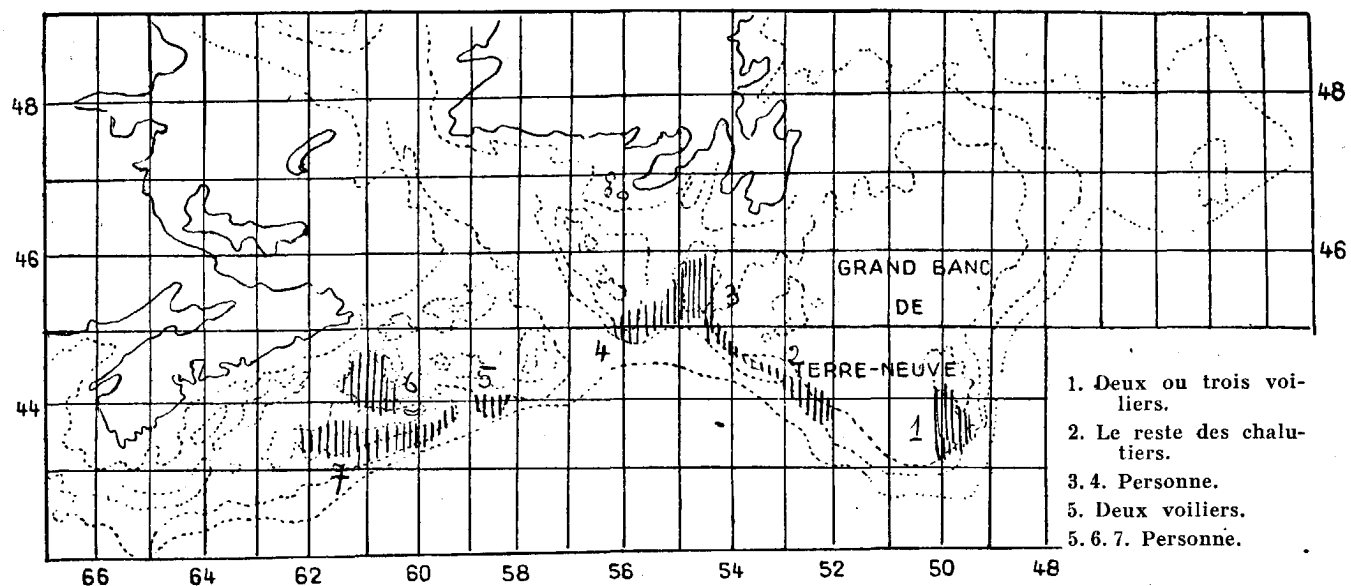 48
48
46
46
GRAND BANC
DE
3
4
2
TERRE-NEUVE
6
5
44
1
7
66
64
62
60
58
56
54
52
50
48
1. Deux ou trois voi-
liers.
2. Le reste des chalu-
tiers.
3.4. Personne.
5. Deux voiliers.
5.6.7. Personne.